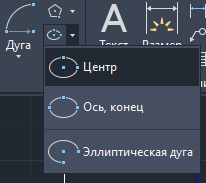 Дуга
Текст
Размер
Центр
Ось, конец
Эллиптическая дуга